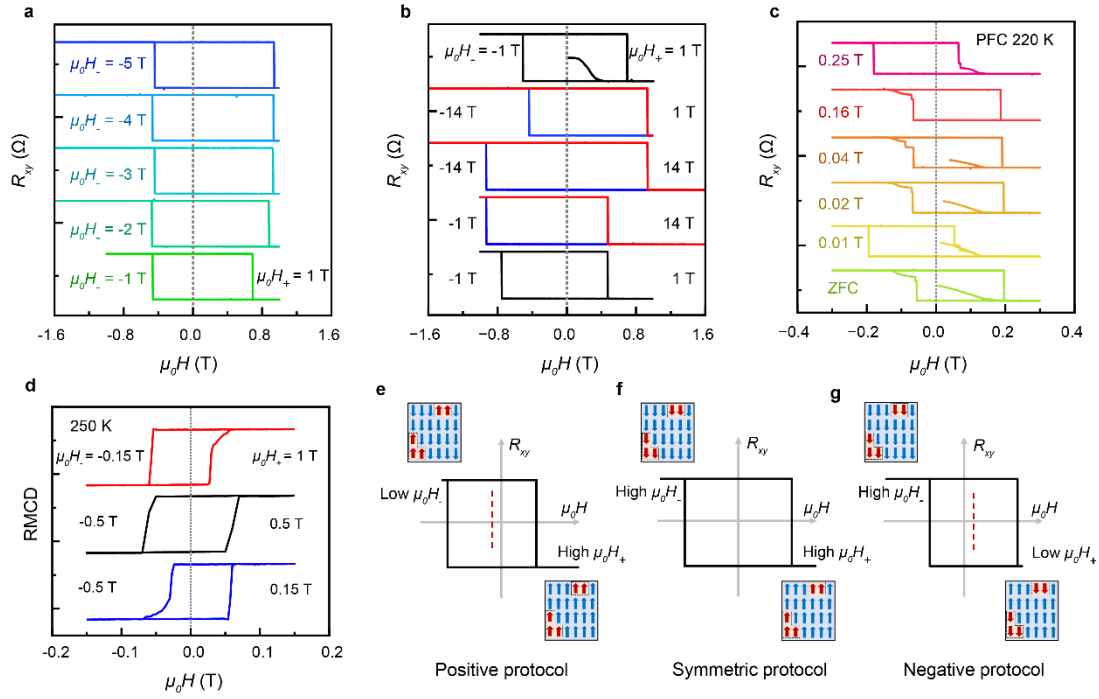 a
μ₀H₋ = -5 T
μ₀H₋ = -4 T
μ₀H₋ = -3 T
μ₀H₋ = -2 T
μ₀H₋ = -1 T
μ₀H₊ = 1 T
Rxy (Ω)
-1.6 -0.8 0.0 0.8 1.6
μ₀H (T)
b
μ₀H₋ = -1 T μ₀H₊ = 1 T
-14 T 1 T
-14 T 14 T
-1 T 14 T
-1 T 1 T
Rxy (Ω)
-1.6 -0.8 0.0 0.8 1.6
μ₀H (T)
c
PFC 220 K
0.25 T
0.16 T
0.04 T
0.02 T
0.01 T
ZFC
Rxy (Ω)
−0.4 −0.2 0.0 0.2 0.4
μ₀H (T)
d
250 K
μ₀H₋ = -0.15 T μ₀H₊ = 1 T
-0.5 T 0.5 T
-0.5 T 0.15 T
RMCD
-0.2 -0.1 0.0 0.1 0.2
μ₀H (T)
e
Rxy
Low μ₀H₋
μ₀H
High μ₀H₊
Positive protocol
f
Rxy
High μ₀H₋
μ₀H
High μ₀H₊
Symmetric protocol
g
Rxy
High μ₀H₋
μ₀H
Low μ₀H₊
Negative protocol